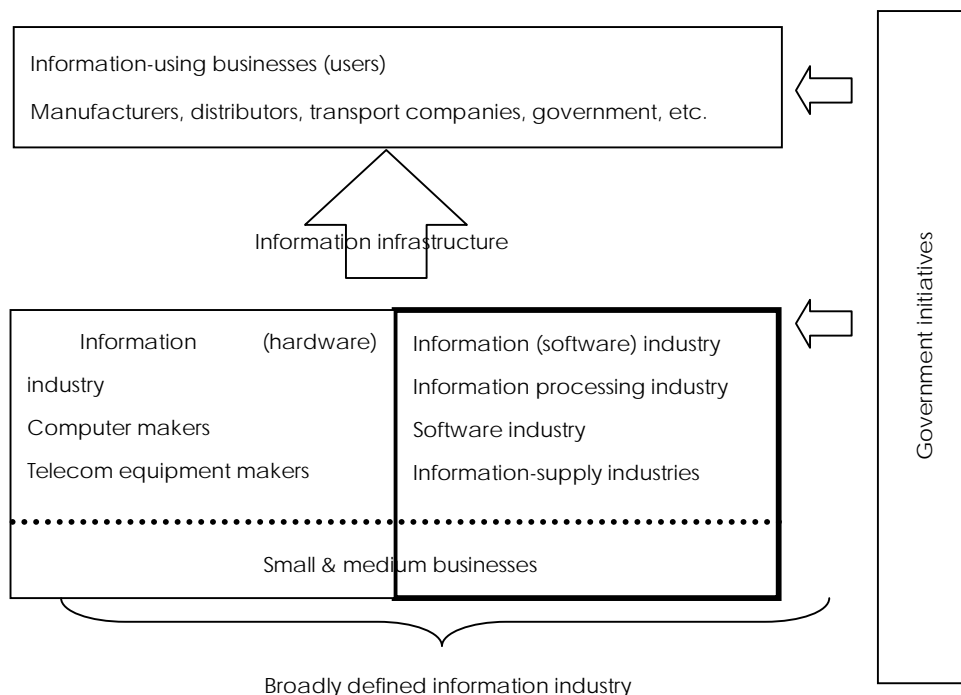 Information-using businesses (users)
Manufacturers, distributors, transport companies, government, etc.
Information infrastructure
Information (hardware)
industry
Computer makers
Telecom equipment makers
Information (software) industry
Information processing industry
Software industry
Information-supply industries
Small & medium businesses
Broadly defined information industry
Government initiatives